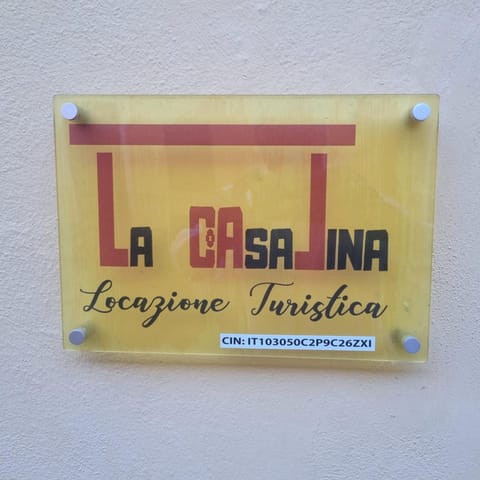 LA CASALINA
Locazione Turistica
CIN: IT103050C2P9C26ZXI